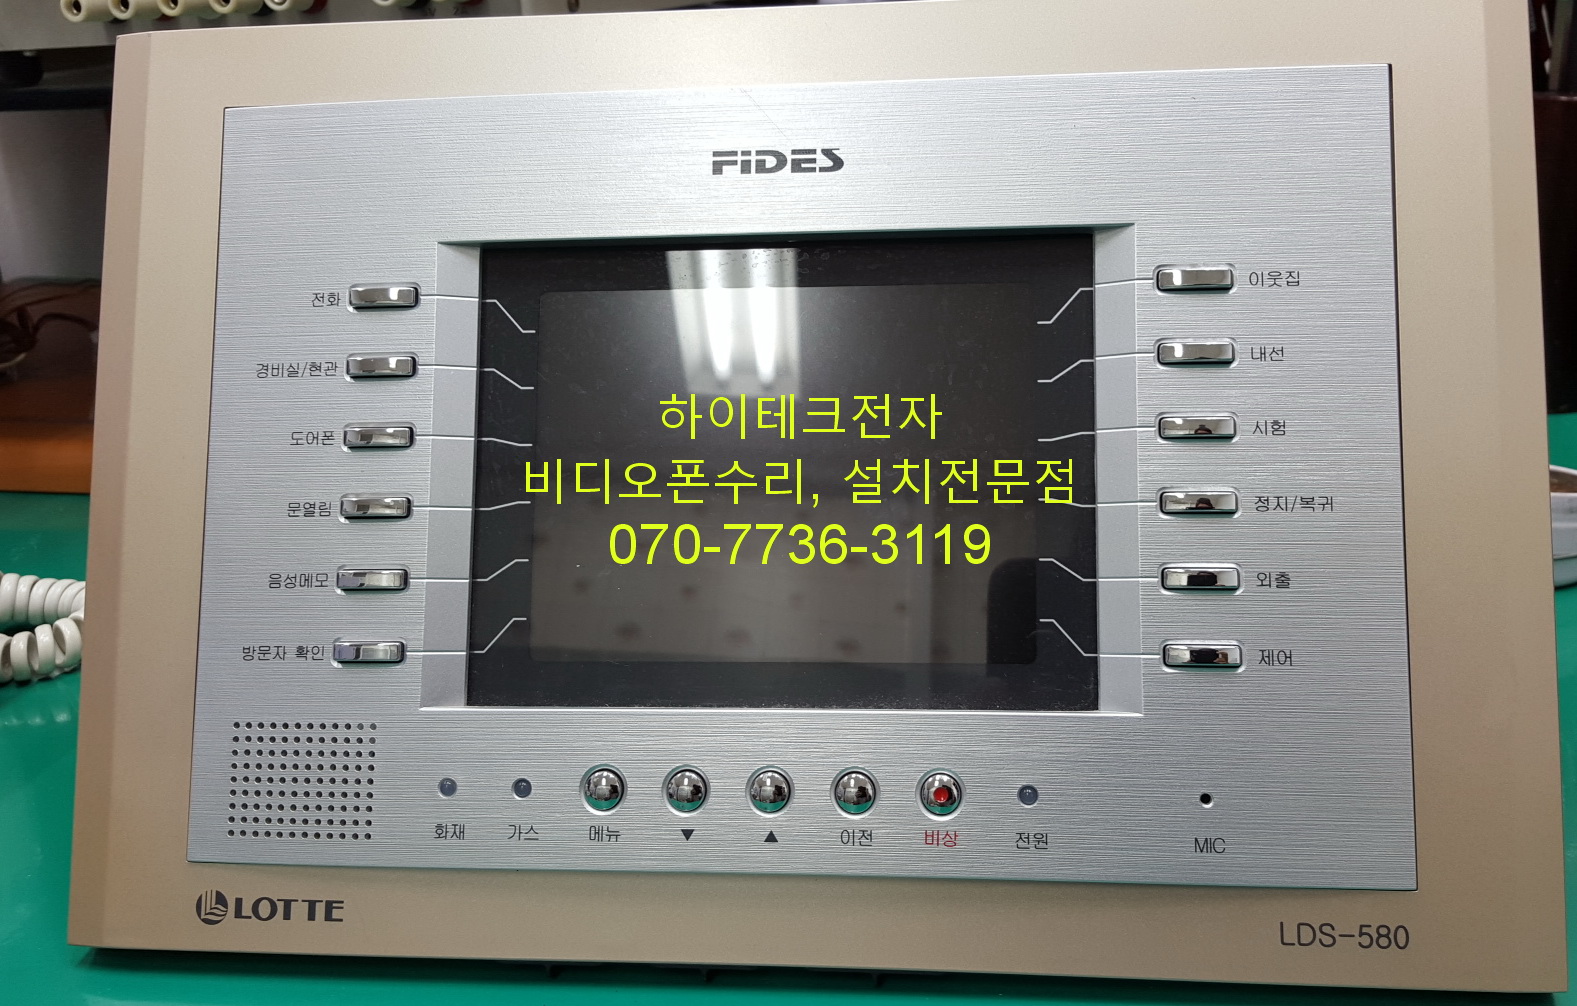 FiDES
전화
경비실/현관
도어폰
문열림
음성메모
방문자 확인
하이테크전자
비디오폰수리, 설치전문점
070-7736-3119
이웃집
내선
시험
정지/복귀
외출
제어
화재
가스
메뉴
▼
▲
이전
비상
전원
MIC
LOTTE
LDS-580